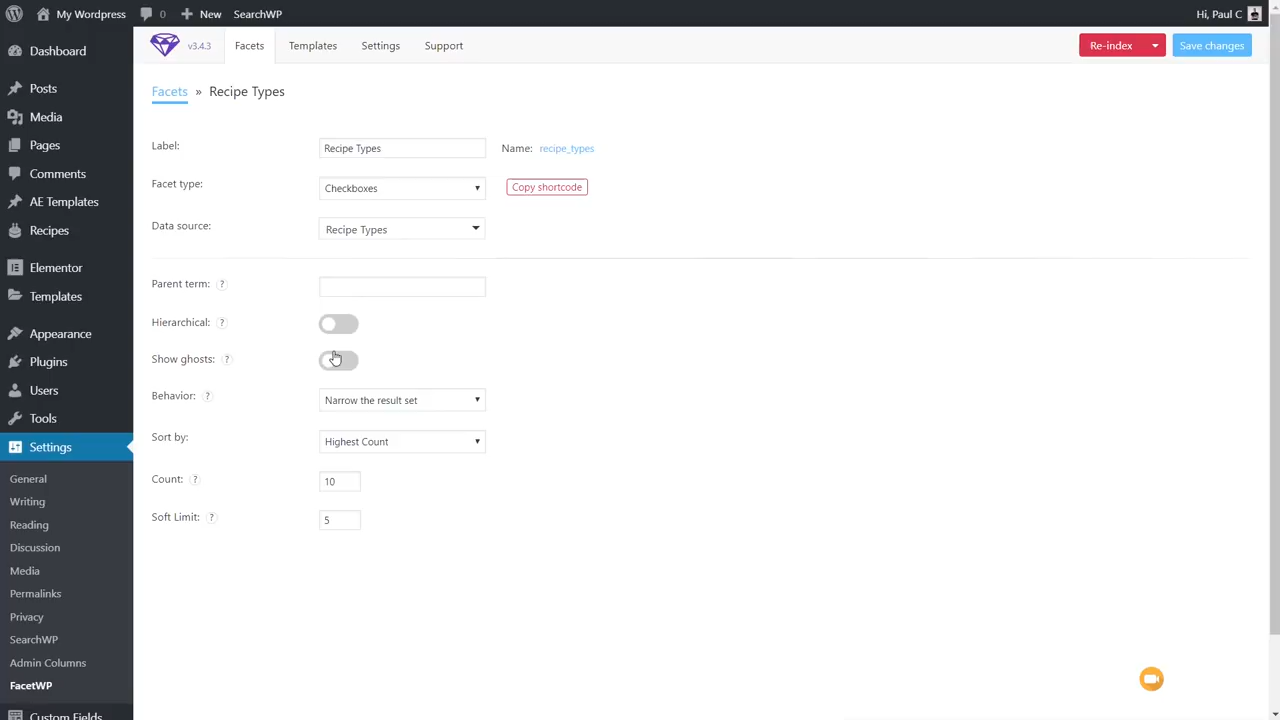 My Wordpress 0 New SearchWP Hi, Paul C
Dashboard
Posts
Media
Pages
Comments
AE Templates
Recipes
Elementor
Templates
Appearance
Plugins
Users
Tools
Settings
General
Writing
Reading
Discussion
Media
Permalinks
Privacy
SearchWP
Admin Columns
FacetWP
Custom Fields
v3.4.3 Facets Templates Settings Support Re-index Save changes
Facets » Recipe Types
Label: Recipe Types Name: recipe_types
Facet type: Checkboxes Copy shortcode
Data source: Recipe Types
Parent term: ?
Hierarchical: ?
Show ghosts: ?
Behavior: ? Narrow the result set
Sort by: Highest Count
Count: ? 10
Soft Limit: ? 5